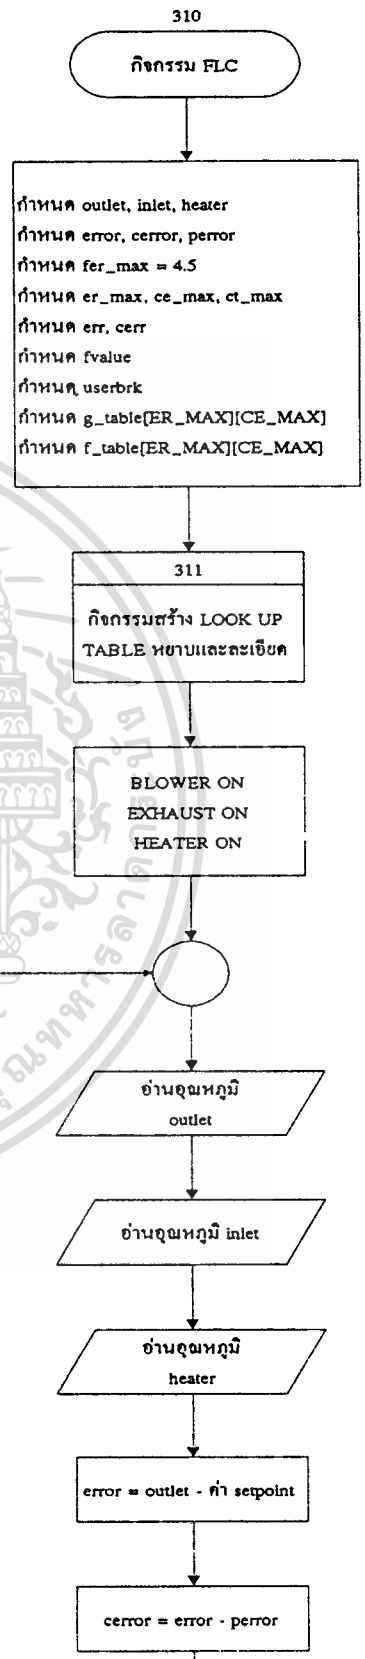 310
กิจกรรม FLC
กำหนด outlet, inlet, heater
กำหนด error, cerror, perror
กำหนด fer_max = 4.5
กำหนด er_max, ce_max, ct_max
กำหนด err, cerr
กำหนด fvalue
กำหนด userbrk
กำหนด g_table[ER_MAX][CE_MAX]
กำหนด f_table[ER_MAX][CE_MAX]
311
กิจกรรมสร้าง LOOK UP
TABLE หยาบและละเอียด
BLOWER ON
EXHAUST ON
HEATER ON
อ่านอุณหภูมิ
outlet
อ่านอุณหภูมิ inlet
อ่านอุณหภูมิ
heater
error = outlet - ค่า setpoint
cerror = error - perror